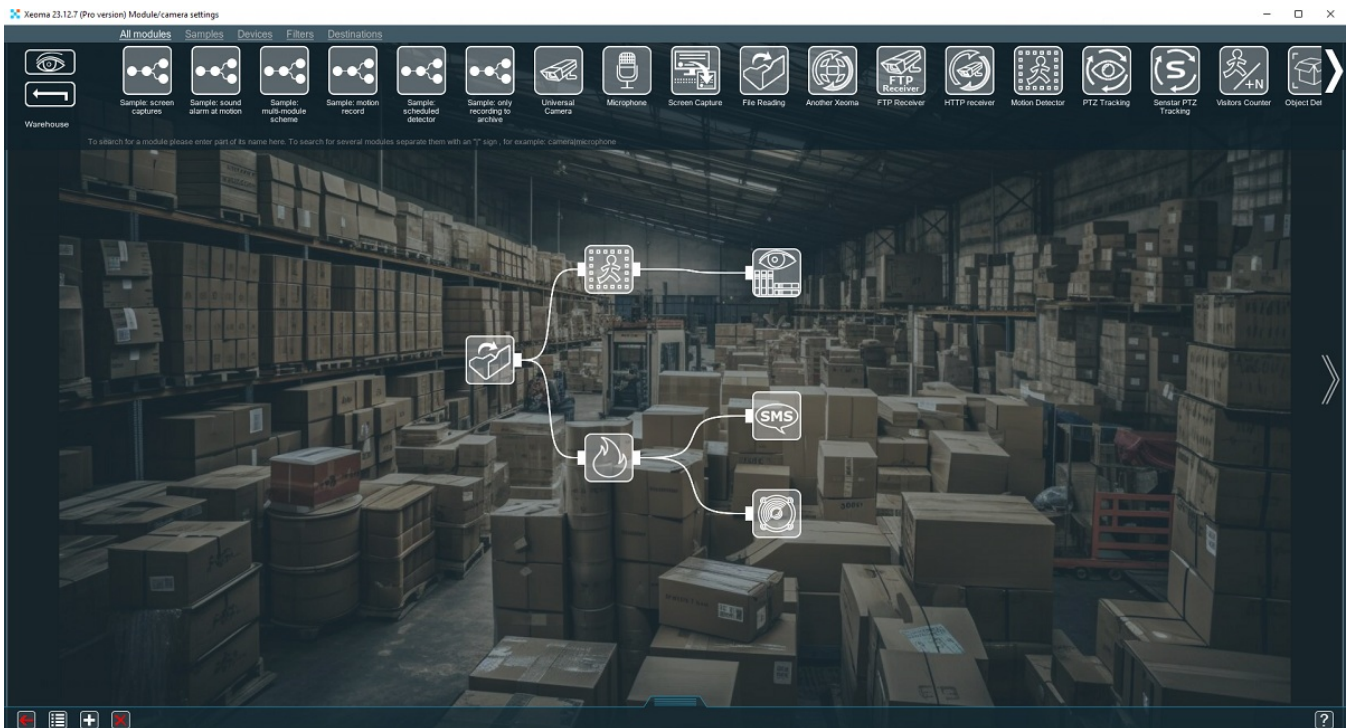 Xeoma 23.12.7 (Pro version) Module/camera settings
All modules Samples Devices Filters Destinations
Warehouse
Sample: screen captures
Sample: sound alarm at motion
Sample: multi-module scheme
Sample: motion record
Sample: scheduled detector
Sample: only recording to archive
Universal Camera
Microphone
Screen Capture
File Reading
Another Xeoma
FTP Receiver
FTP Receiver
HTTP receiver
Motion Detector
PTZ Tracking
S
Senstar PTZ Tracking
+N
Visitors Counter
Object Det
To search for a module please enter part of its name here. To search for several modules separate them with an "|" sign , for example: camera|microphone
SMS
?